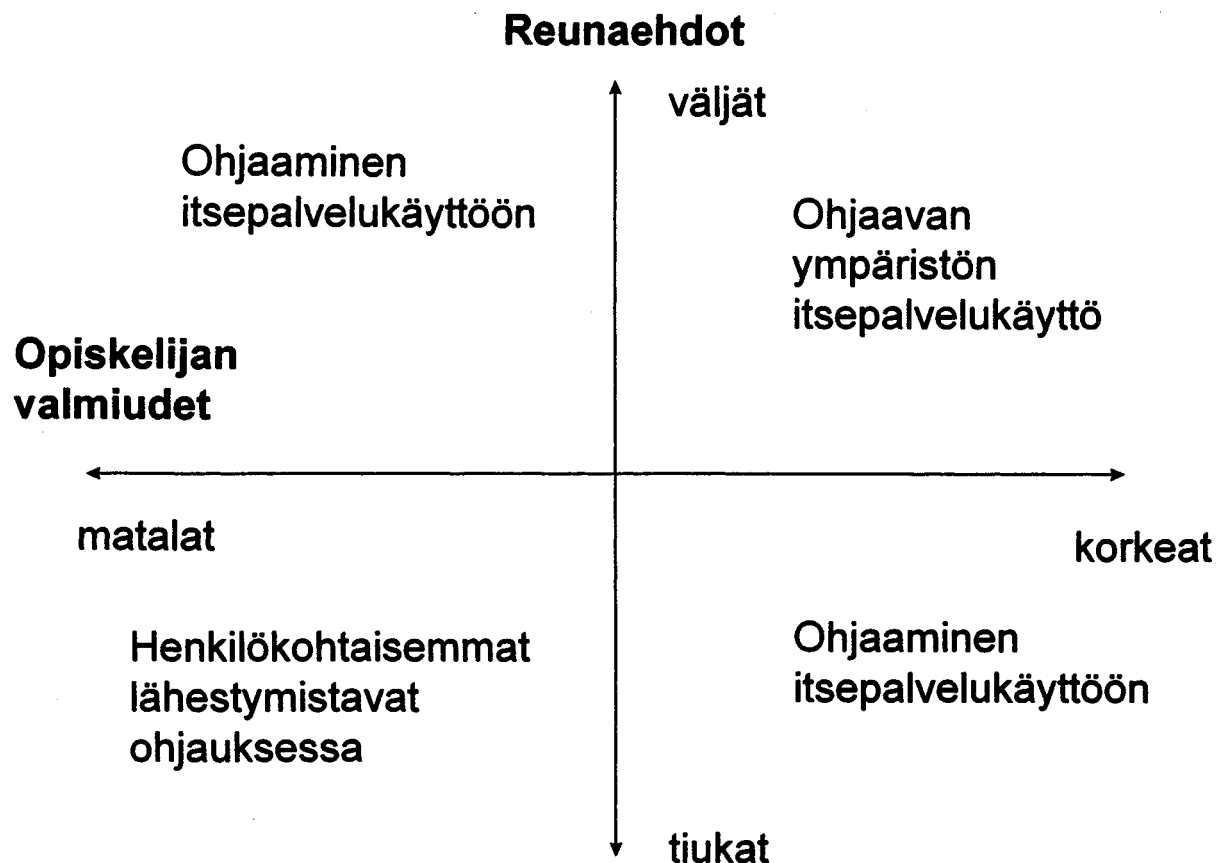 Reunaehdot
väljät
Ohjaaminen
itsepalvelukäyttöön
Ohjaavan
ympäristön
itsepalvelukäyttö
Opiskelijan
valmiudet
matalat
korkeat
Henkilökohtaisemmat
lähestymistavat
ohjauksessa
Ohjaaminen
itsepalvelukäyttöön
tiukat